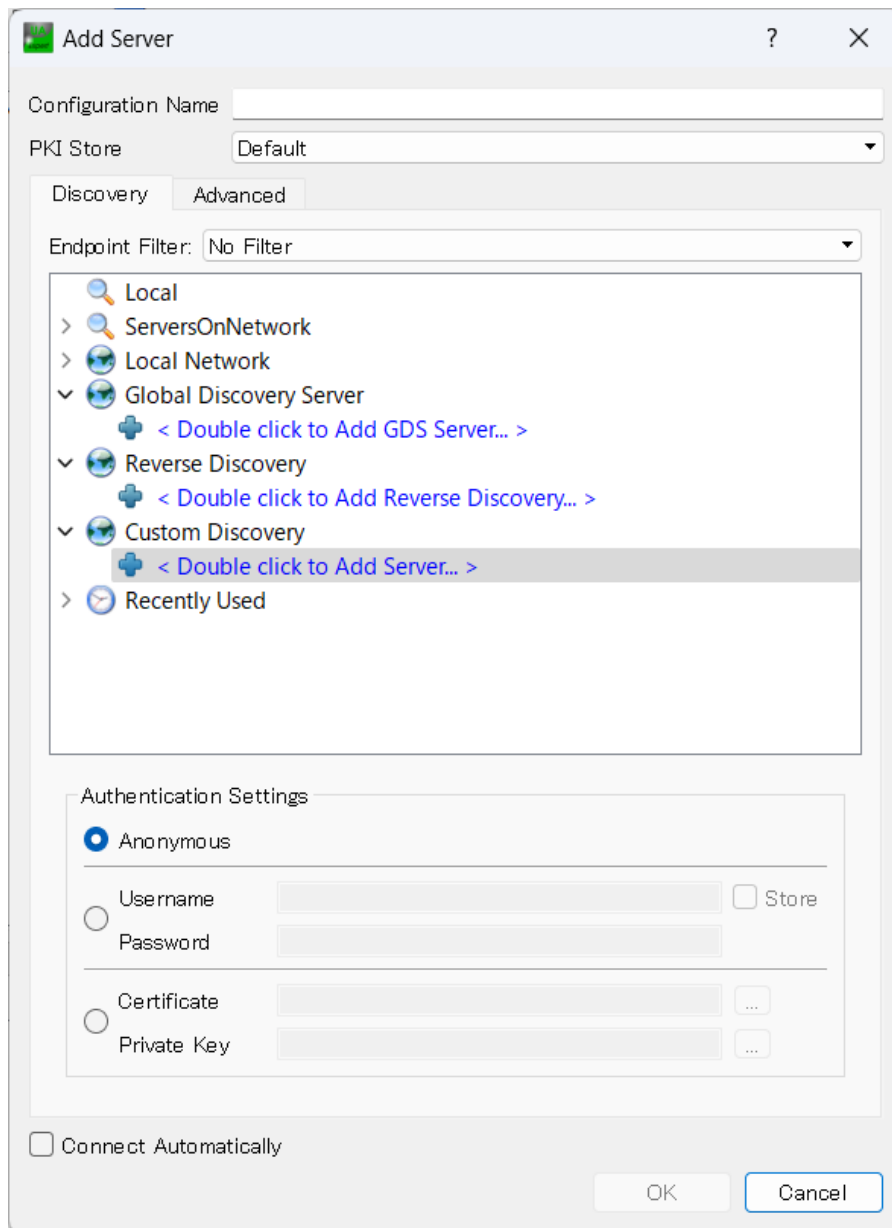 Add Server
?
Configuration Name
PKI Store Default
Discovery Advanced
Endpoint Filter: No Filter
Local
ServersOnNetwork
Local Network
Global Discovery Server
< Double click to Add GDS Server... >
Reverse Discovery
< Double click to Add Reverse Discovery... >
Custom Discovery
< Double click to Add Server... >
Recently Used
Authentication Settings
Anonymous
Username Store
Password
Certificate ...
Private Key ...
Connect Automatically
OK Cancel